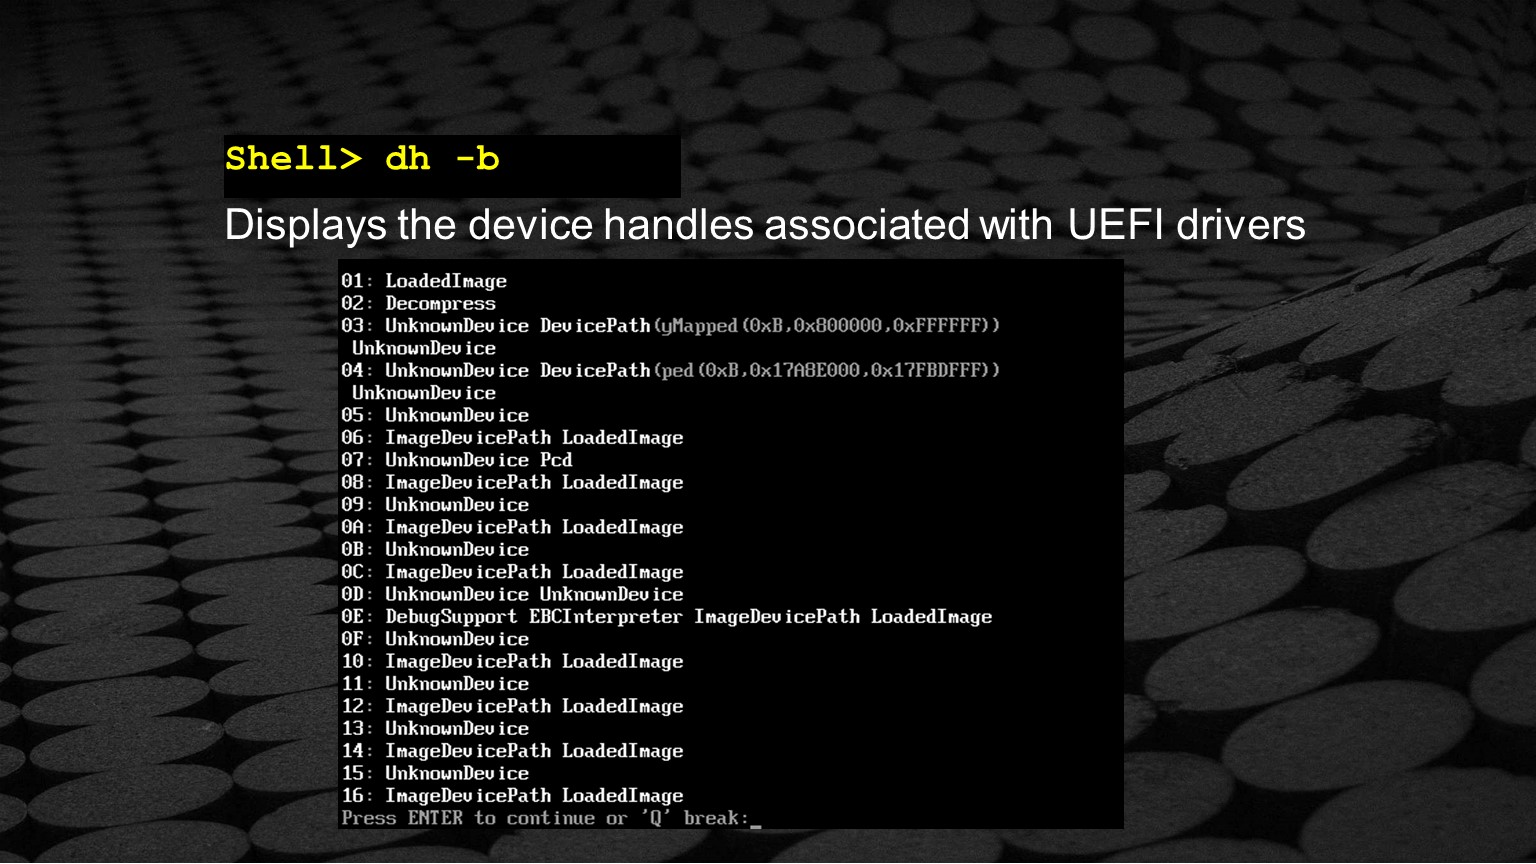 Shell> dh -b
Displays the device handles associated with UEFI drivers
01: LoadedImage
02: Decompress
03: UnknownDevice DevicePath(yMapped(0xB,0x800000,0xFFFFFF))
UnknownDevice
04: UnknownDevice DevicePath(ped(0xB,0x17A8E000,0x17FBDFFF))
UnknownDevice
05: UnknownDevice
06: ImageDevicePath LoadedImage
07: UnknownDevice Pcd
08: ImageDevicePath LoadedImage
09: UnknownDevice
0A: ImageDevicePath LoadedImage
0B: UnknownDevice
0C: ImageDevicePath LoadedImage
0D: UnknownDevice UnknownDevice
0E: DebugSupport EBCInterpreter ImageDevicePath LoadedImage
0F: UnknownDevice
10: ImageDevicePath LoadedImage
11: UnknownDevice
12: ImageDevicePath LoadedImage
13: UnknownDevice
14: ImageDevicePath LoadedImage
15: UnknownDevice
16: ImageDevicePath LoadedImage
Press ENTER to continue or 'Q' break:_